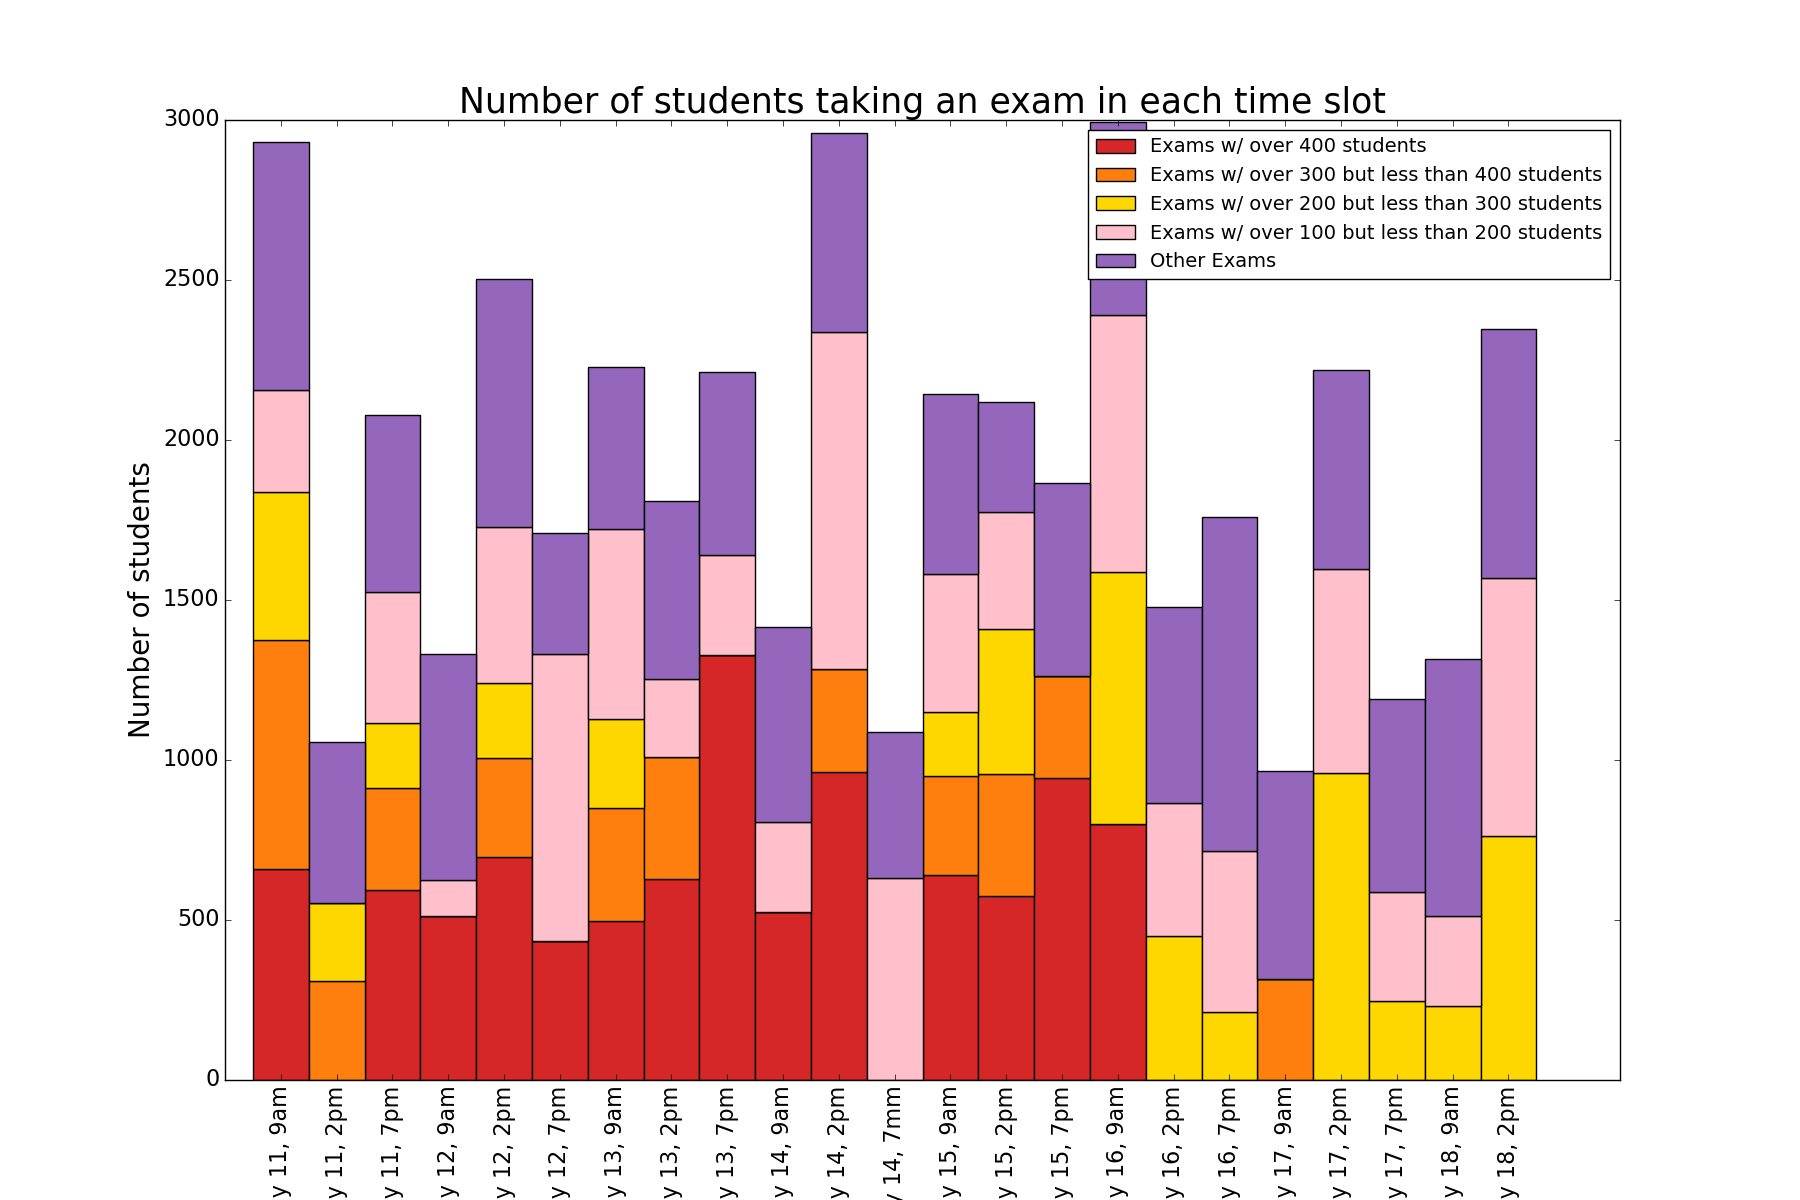 Number of students taking an exam in each time slot
3000
2500
2000
1500
1000
500
0
Number of students
Exams w/ over 400 students
Exams w/ over 300 but less than 400 students
Exams w/ over 200 but less than 300 students
Exams w/ over 100 but less than 200 students
Other Exams
y 11, 9am
y 11, 2pm
y 11, 7pm
y 12, 9am
y 12, 2pm
y 12, 7pm
y 13, 9am
y 13, 2pm
y 13, 7pm
y 14, 9am
y 14, 2pm
y 14, 7mm
y 15, 9am
y 15, 2pm
y 15, 7pm
y 16, 9am
y 16, 2pm
y 16, 7pm
y 17, 9am
y 17, 2pm
y 17, 7pm
y 18, 9am
y 18, 2pm